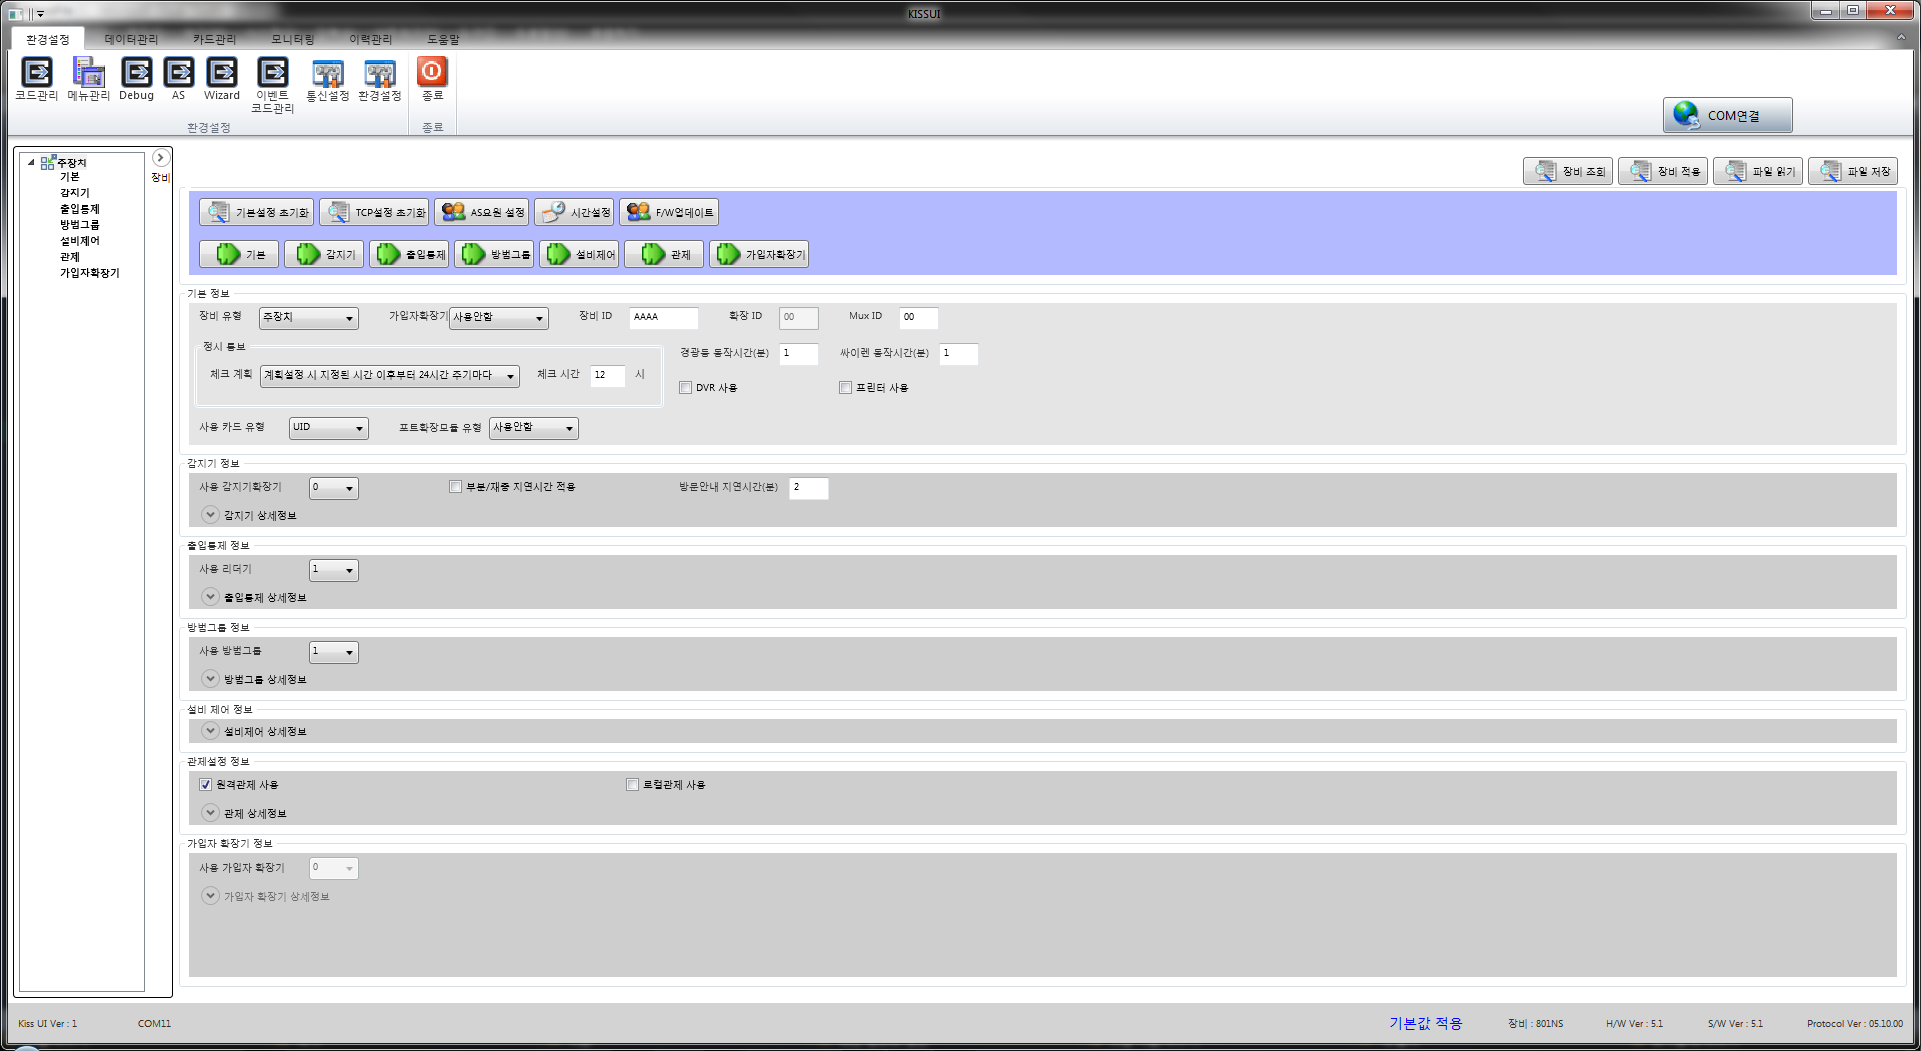 KISSUI
환경설정 데이터관리 카드관리 모니터링 이력관리 도움말
코드관리 메뉴관리 Debug AS Wizard 이벤트 코드관리 통신설정 환경설정 종료
환경설정 종료
COM연결
주장치
기본
감지기
출입통제
방범그룹
설비제어
관제
가입자확장기
장비
장비 조회 장비 적용 파일 읽기 파일 저장
기본설정 초기화 TCP설정 초기화 AS요원 설정 시간설정 F/W업데이트
기본 감지기 출입통제 방범그룹 설비제어 관제 가입자확장기
기본 정보
장비 유형 주장치 가입자확장기 사용안함 장비 ID AAAA 확장 ID 00 Mux ID 00
정시 통보
경광등 동작시간(분) 1 싸이렌 동작시간(분) 1
체크 계획 계획설정 시 지정된 시간 이후부터 24시간 주기마다 체크 시간 12 시
DVR 사용 프린터 사용
사용 카드 유형 UID 포트확장모듈 유형 사용안함
감지기 정보
사용 감지기확장기 0 부분/재중 지연시간 적용 방문안내 지연시간(분) 2
감지기 상세정보
출입통제 정보
사용 리더기 1
출입통제 상세정보
방범그룹 정보
사용 방범그룹 1
방범그룹 상세정보
설비 제어 정보
설비제어 상세정보
관제설정 정보
원격관제 사용 로컬관제 사용
관제 상세정보
가입자 확장기 정보
사용 가입자 확장기 0
가입자 확장기 상세정보
Kiss UI Ver : 1 COM11 기본값 적용 장비 : 801NS H/W Ver : 5.1 S/W Ver : 5.1 Protocol Ver : 05.10.00